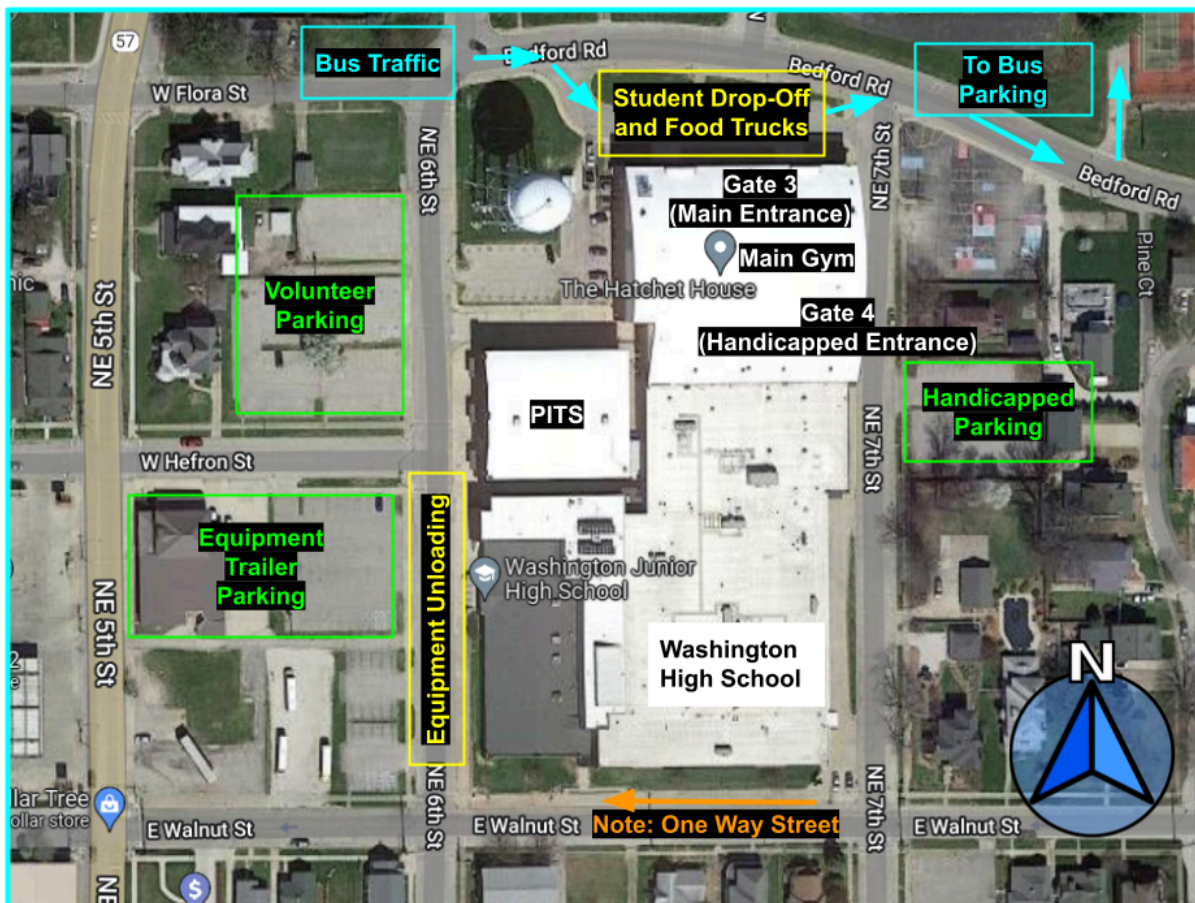 57
Bus Traffic
Bedford Rd
N
Bedford Rd
To Bus
Parking
W Flora St
Student Drop-Off
and Food Trucks
NE 6th St
NE 7th St
Gate 3
(Main Entrance)
Bedford Rd
Main Gym
The Hatchet House
Pine Ct
nic
Volunteer
Parking
NE 5th St
Gate 4
(Handicapped Entrance)
Handicapped
Parking
PITS
NE 7th St
W Hefron St
Equipment
Trailer
Parking
Equipment Unloading
Washington Junior
High School
NE 5th St
Washington
High School
N
NE 6th St
NE 7th St
llar Tree
ollar store
E Walnut St
E Walnut St
Note: One Way Street
E Walnut St
NE
$